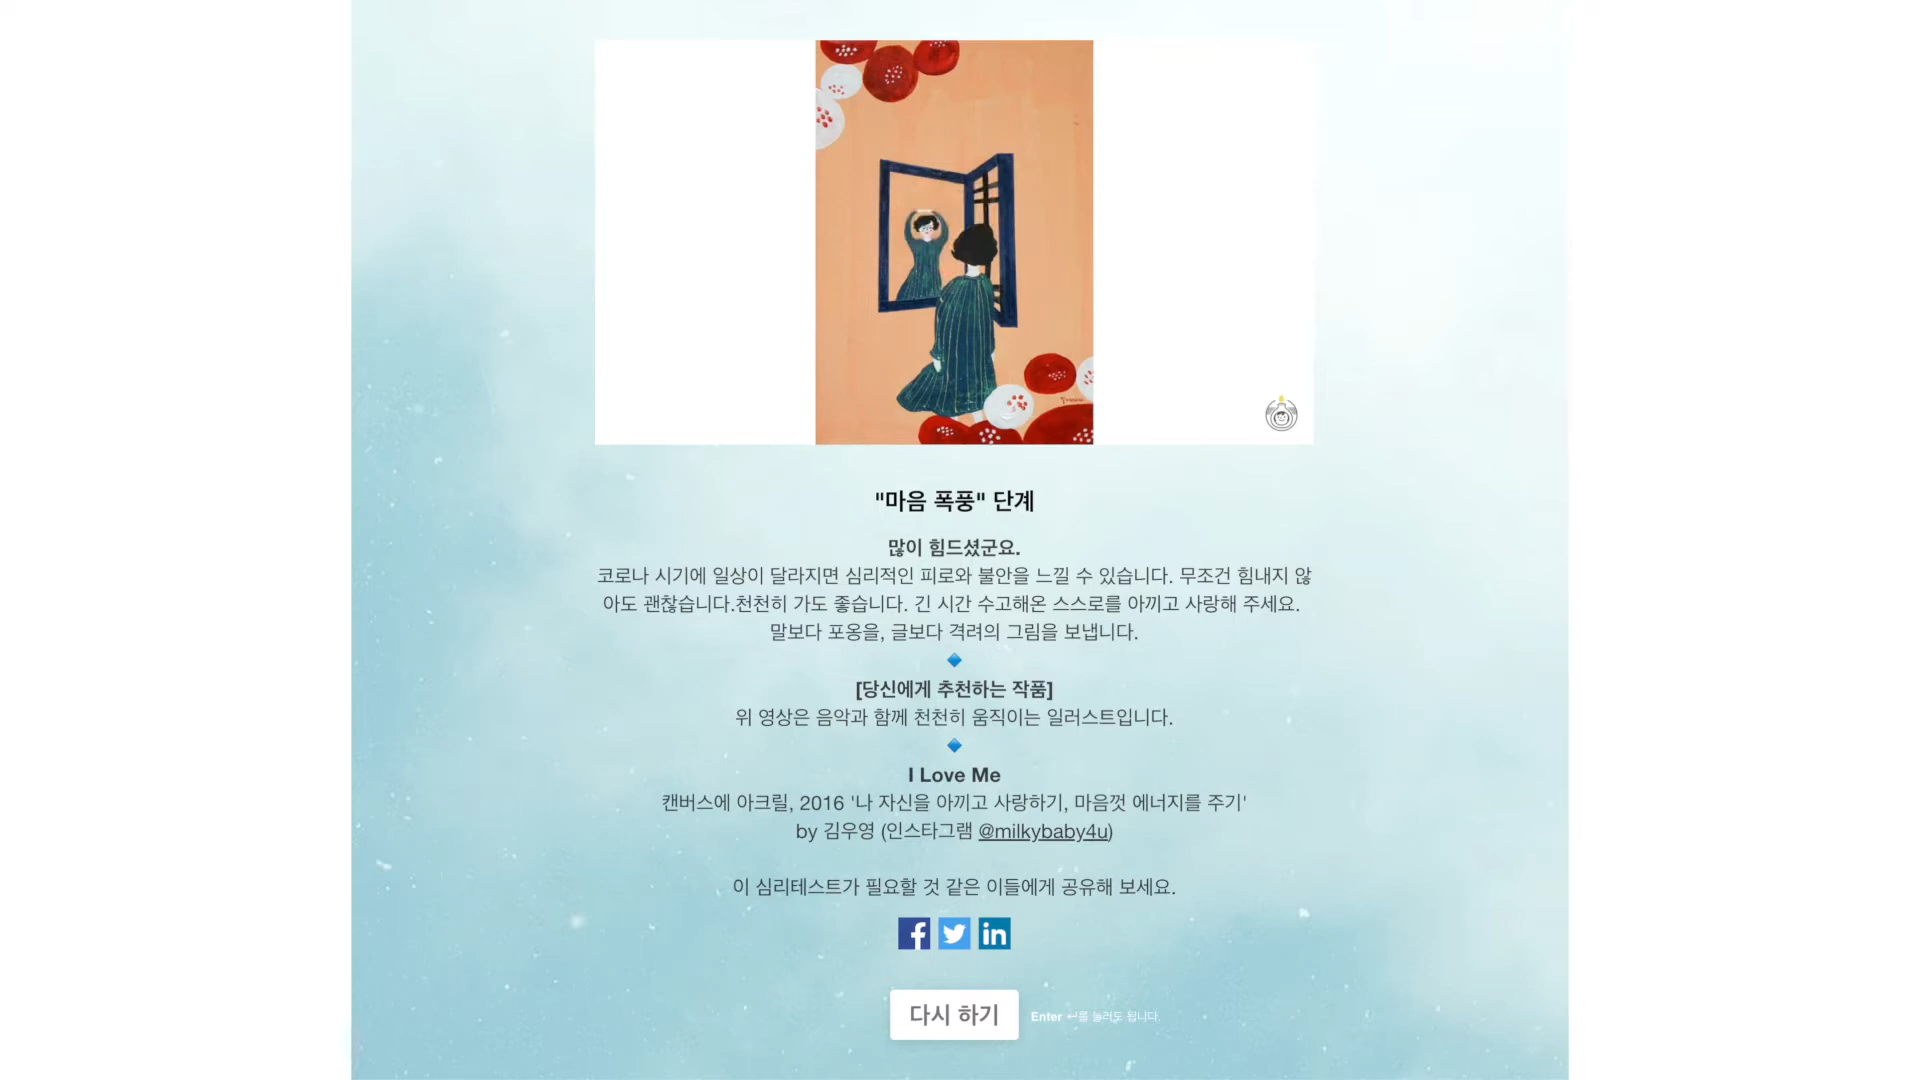 "마음 폭풍" 단계
많이 힘드셨군요.
코로나 시기에 일상이 달라지면 심리적인 피로와 불안을 느낄 수 있습니다. 무조건 힘내지 않
아도 괜찮습니다.천천히 가도 좋습니다. 긴 시간 수고해온 스스로를 아끼고 사랑해 주세요.
말보다 포옹을, 글보다 격려의 그림을 보냅니다.
[당신에게 추천하는 작품]
위 영상은 음악과 함께 천천히 움직이는 일러스트입니다.
I Love Me
캔버스에 아크릴, 2016 '나 자신을 아끼고 사랑하기, 마음껏 에너지를 주기'
by 김우영 (인스타그램 @milkybaby4u)
이 심리테스트가 필요할 것 같은 이들에게 공유해 보세요.
다시 하기
Enter ↵를 눌러도 됩니다.